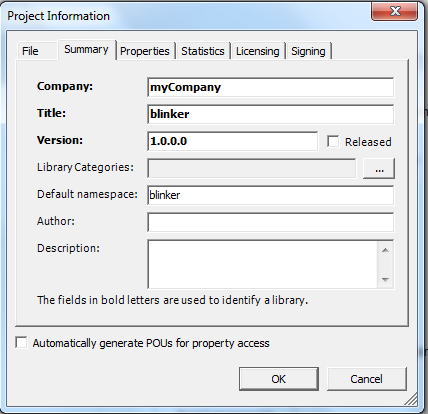 Project Information
File Summary Properties Statistics Licensing Signing
Company: myCompany
Title: blinker
Version: 1.0.0.0 Released
Library Categories: ...
Default namespace: blinker
Author:
Description:
The fields in bold letters are used to identify a library.
Automatically generate POUs for property access
OK Cancel